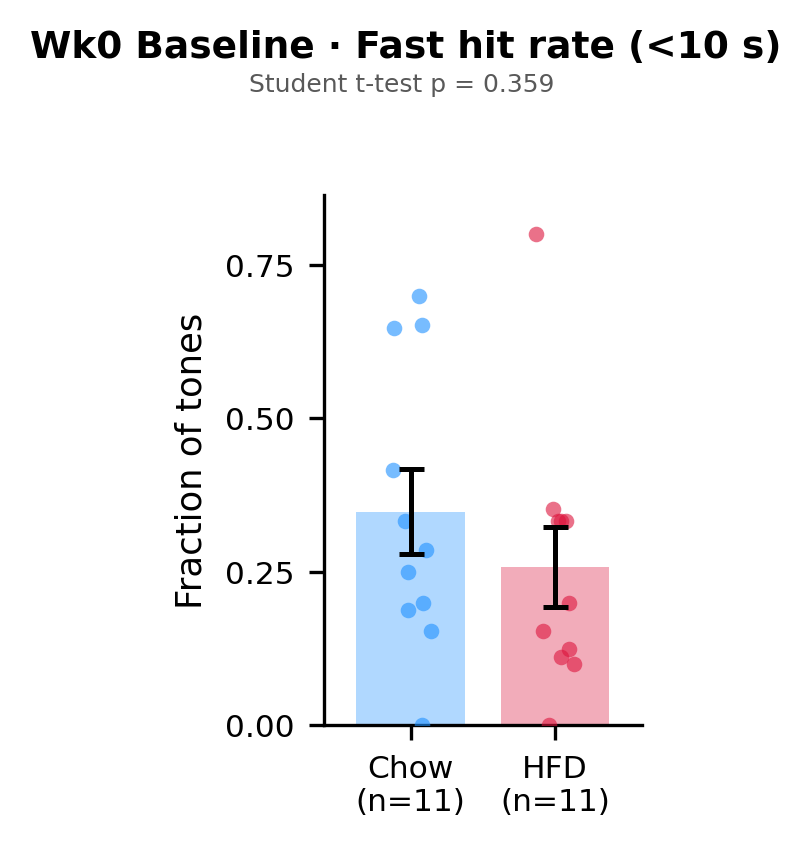 Wk0 Baseline · Fast hit rate (<10 s)
Student t-test p = 0.359
Fraction of tones
0.75
0.50
0.25
0.00
Chow
(n=11)
HFD
(n=11)